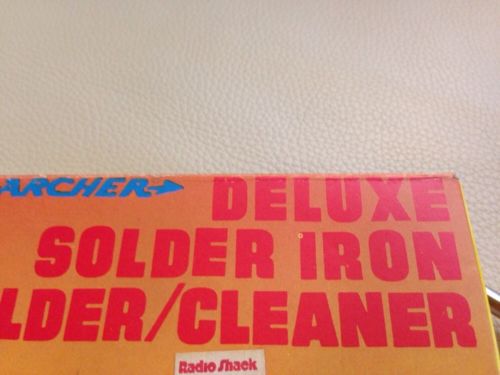 ARCHER DELUXE
SOLDER IRON
LDER/CLEANER
Radio Shack